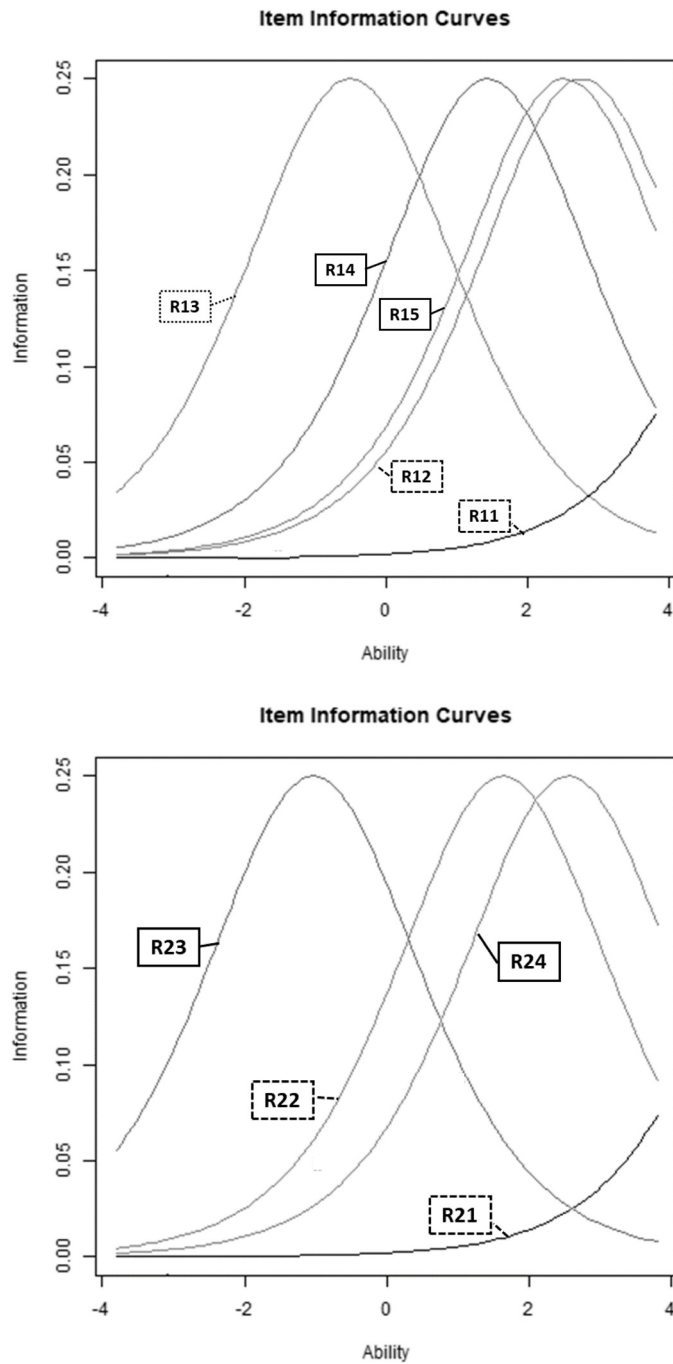 Item Information Curves
0.25
0.20
0.15
0.10
0.05
0.00
Information
R13
R14
R15
R12
R11
-4 -2 0 2 4
Ability
Item Information Curves
0.25
0.20
0.15
0.10
0.05
0.00
Information
R23
R24
R22
R21
-4 -2 0 2 4
Ability